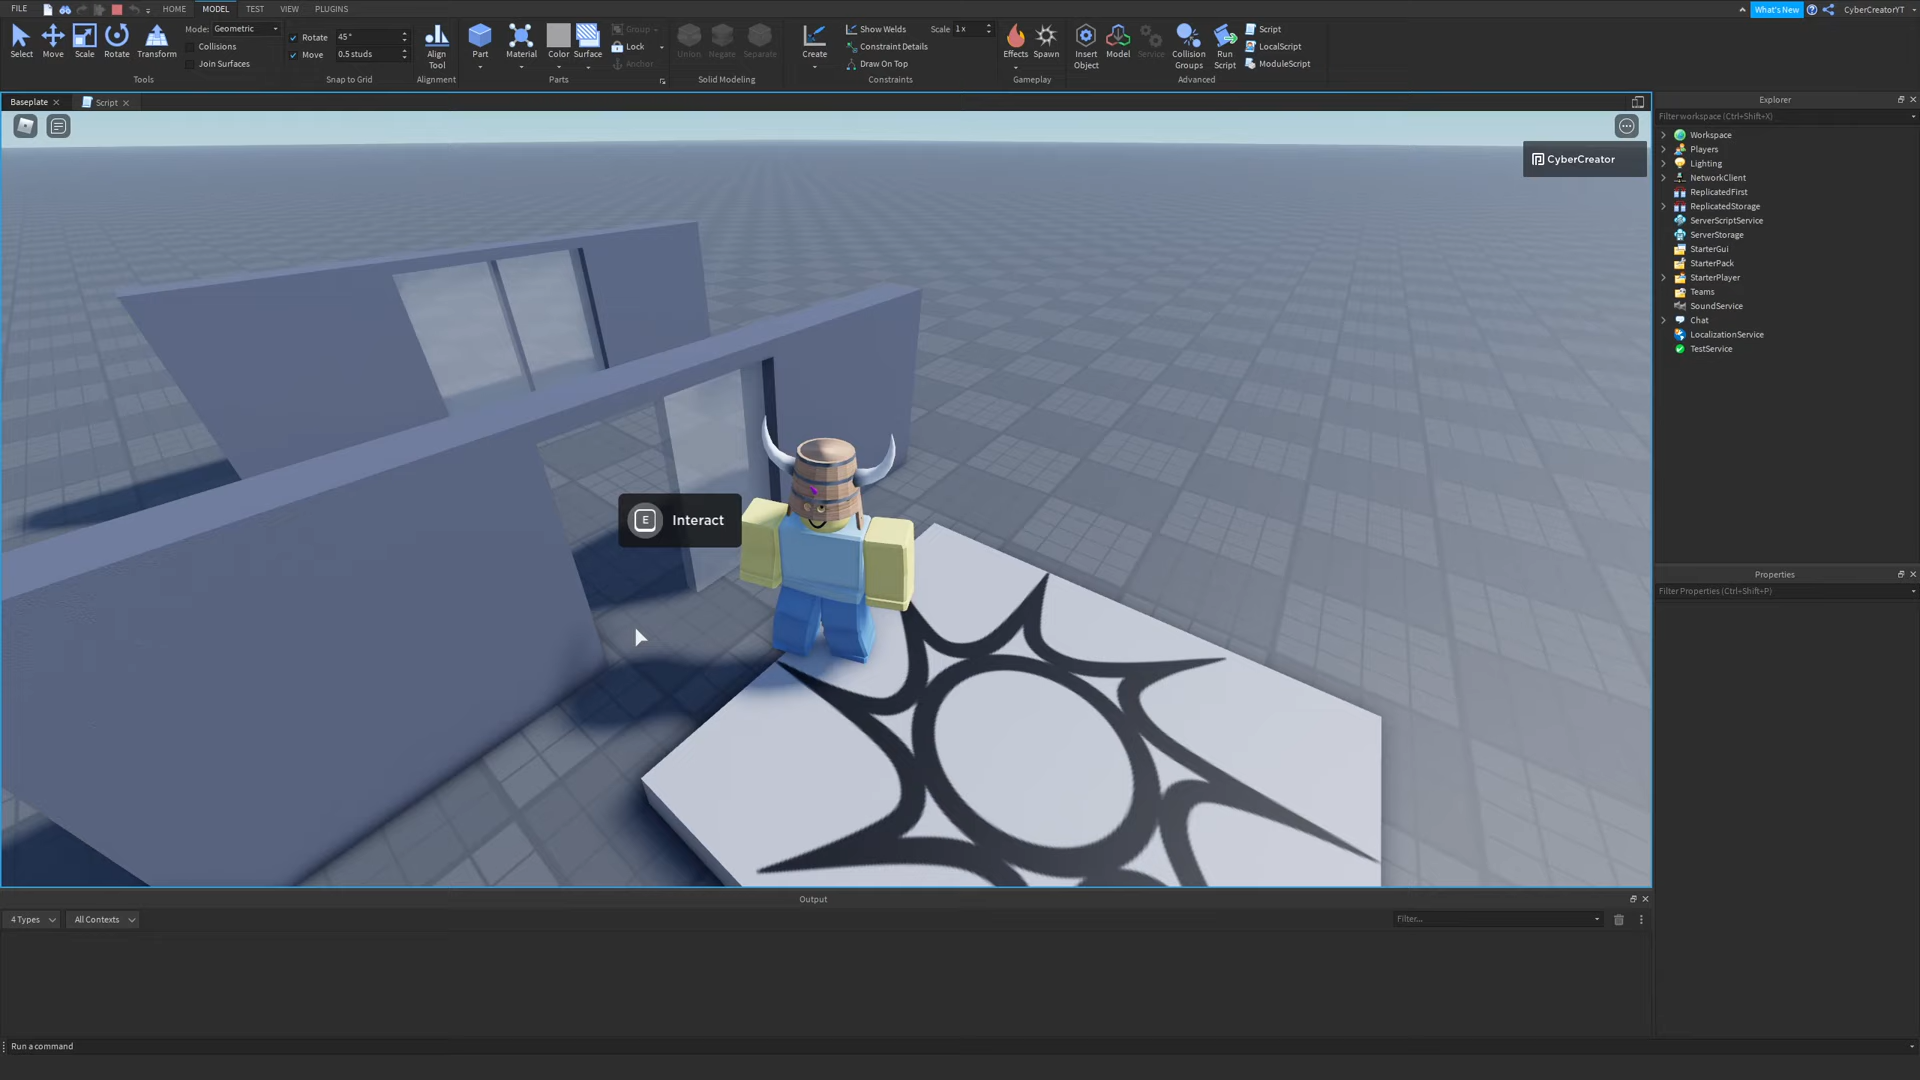 FILE HOME MODEL TEST VIEW PLUGINS What's New CyberCreatorYT
Select Move Scale Rotate Transform
Mode: Geometric
Collisions
Join Surfaces
Tools
Rotate 45°
Move 0.5 studs
Snap to Grid
Align Tool
Alignment
Part Material Color Surface
Group
Lock
Anchor
Parts
Union Negate Separate
Solid Modeling
Create
Show Welds Scale 1x
Constraint Details
Draw On Top
Constraints
Effects Spawn
Gameplay
Insert Object Model Service Collision Groups Run Script
Script
LocalScript
ModuleScript
Advanced
Baseplate Script
CyberCreator
E Interact
Explorer
Filter workspace (Ctrl+Shift+X)
Workspace
Players
Lighting
NetworkClient
ReplicatedFirst
ReplicatedStorage
ServerScriptService
ServerStorage
StarterGui
StarterPack
StarterPlayer
Teams
SoundService
Chat
LocalizationService
TestService
Properties
Filter Properties (Ctrl+Shift+P)
Output
4 Types All Contexts Filter...
Run a command